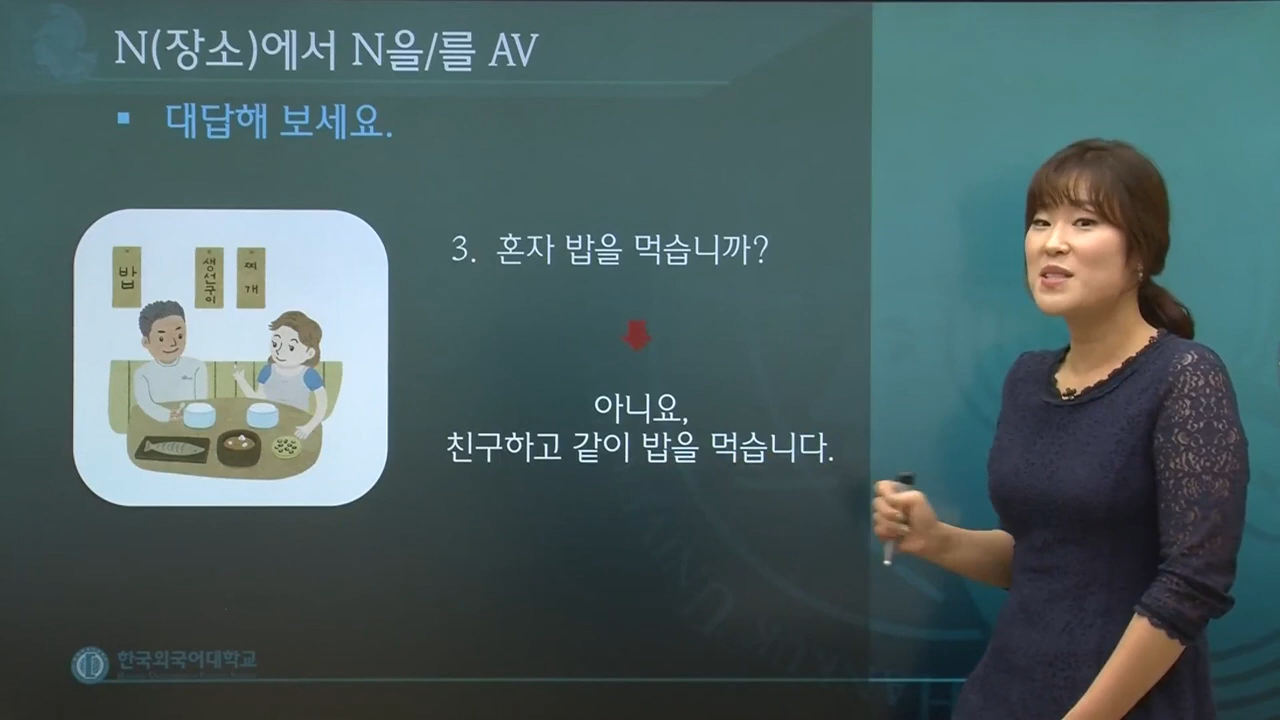 N(장소)에서 N을/를 AV
▪ 대답해 보세요.
밥
생선구이
찌개
3. 혼자 밥을 먹습니까?
아니요,
친구하고 같이 밥을 먹습니다.
한국외국어대학교